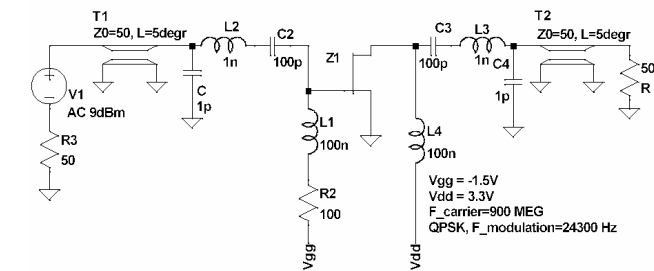 T1
Z0=50, L=5degr
L2
1n
C2
100p
C
1p
V1
AC 9dBm
R3
50
Z1
L1
100n
R2
100
Vgg
C3
100p
L3
1n
C4
1p
T2
Z0=50, L=5degr
50
R
L4
100n
Vdd
Vgg = -1.5V
Vdd = 3.3V
F_carrier=900 MEG
QPSK, F_modulation=24300 Hz